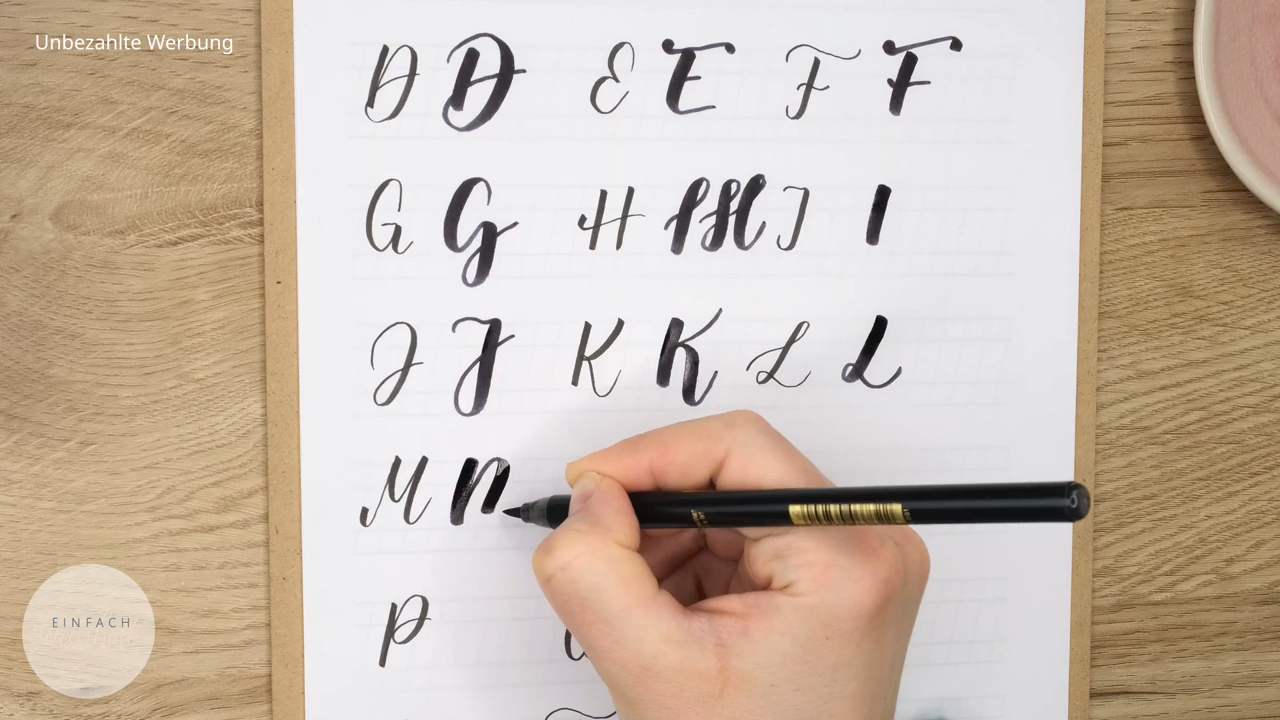 Unbezahlte Werbung
D D E E F F
G G H H I I
J J K K L L
M M
P
EINFACH